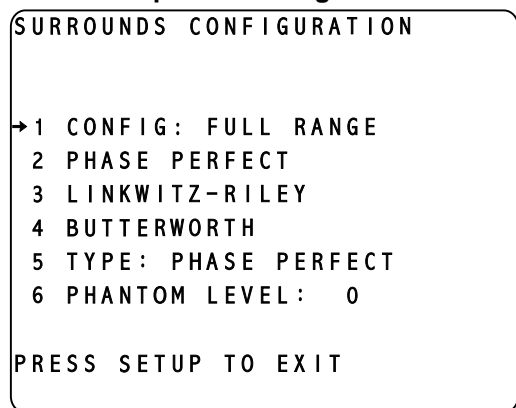 SURROUNDS CONFIGURATION
→1 CONFIG: FULL RANGE
2 PHASE PERFECT
3 LINKWITZ-RILEY
4 BUTTERWORTH
5 TYPE: PHASE PERFECT
6 PHANTOM LEVEL: 0
PRESS SETUP TO EXIT